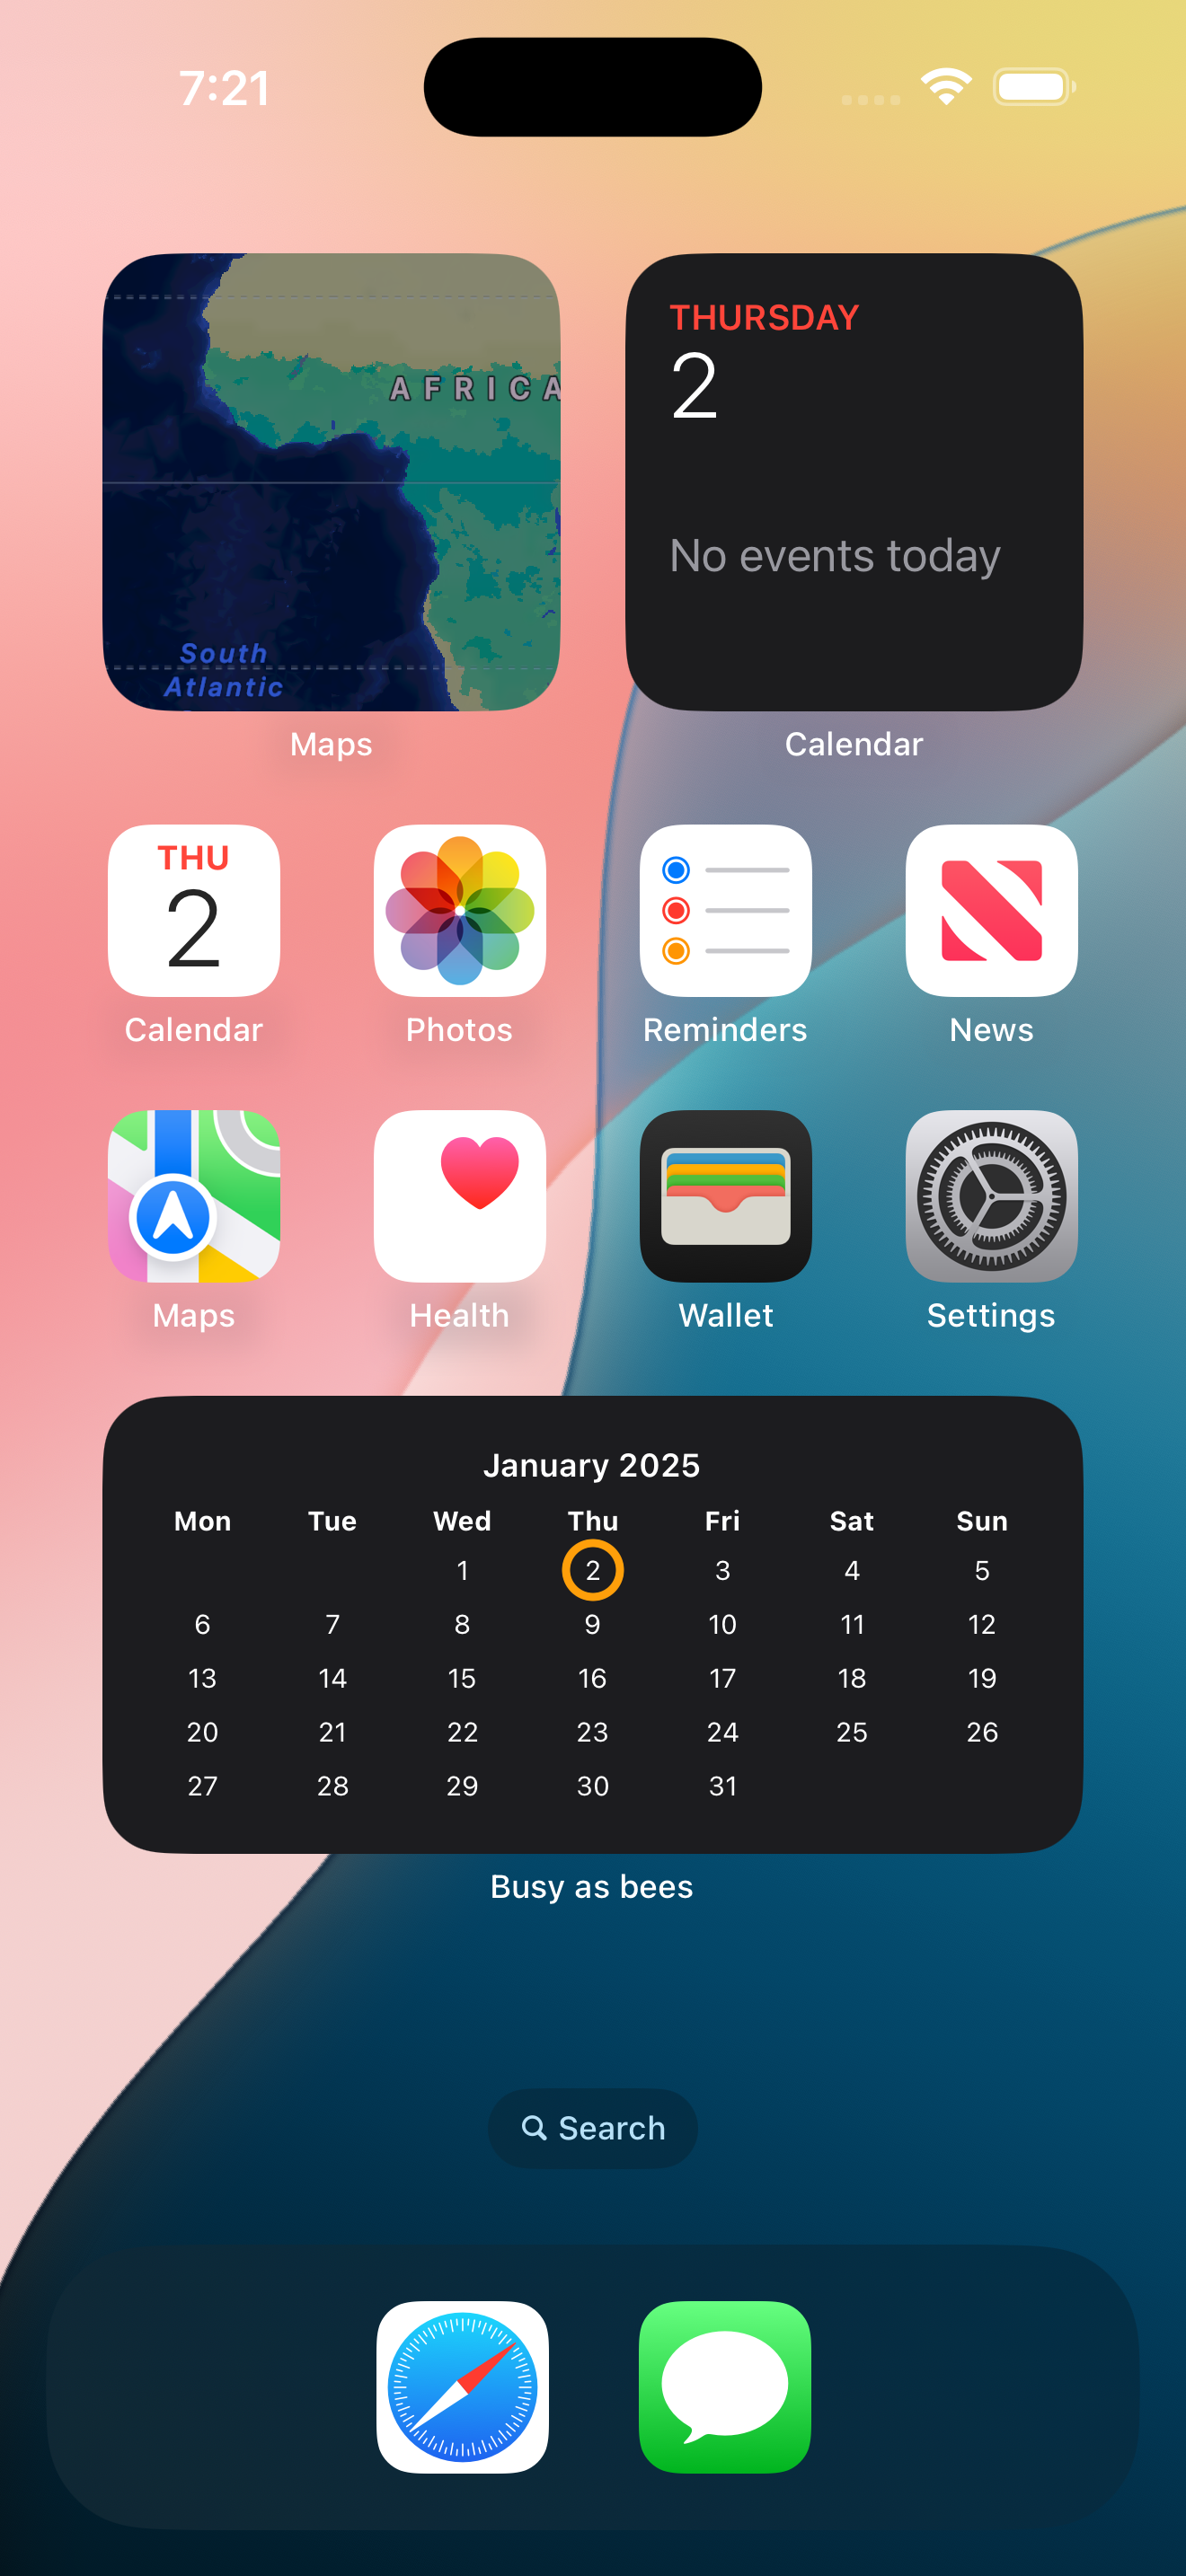 7:21
AFRICA
South
Atlantic
Maps
THURSDAY
2
No events today
Calendar
THU
2
Calendar
Photos
Reminders
News
Maps
Health
Wallet
Settings
January 2025
Mon Tue Wed Thu Fri Sat Sun
1 2 3 4 5
6 7 8 9 10 11 12
13 14 15 16 17 18 19
20 21 22 23 24 25 26
27 28 29 30 31
Busy as bees
Search